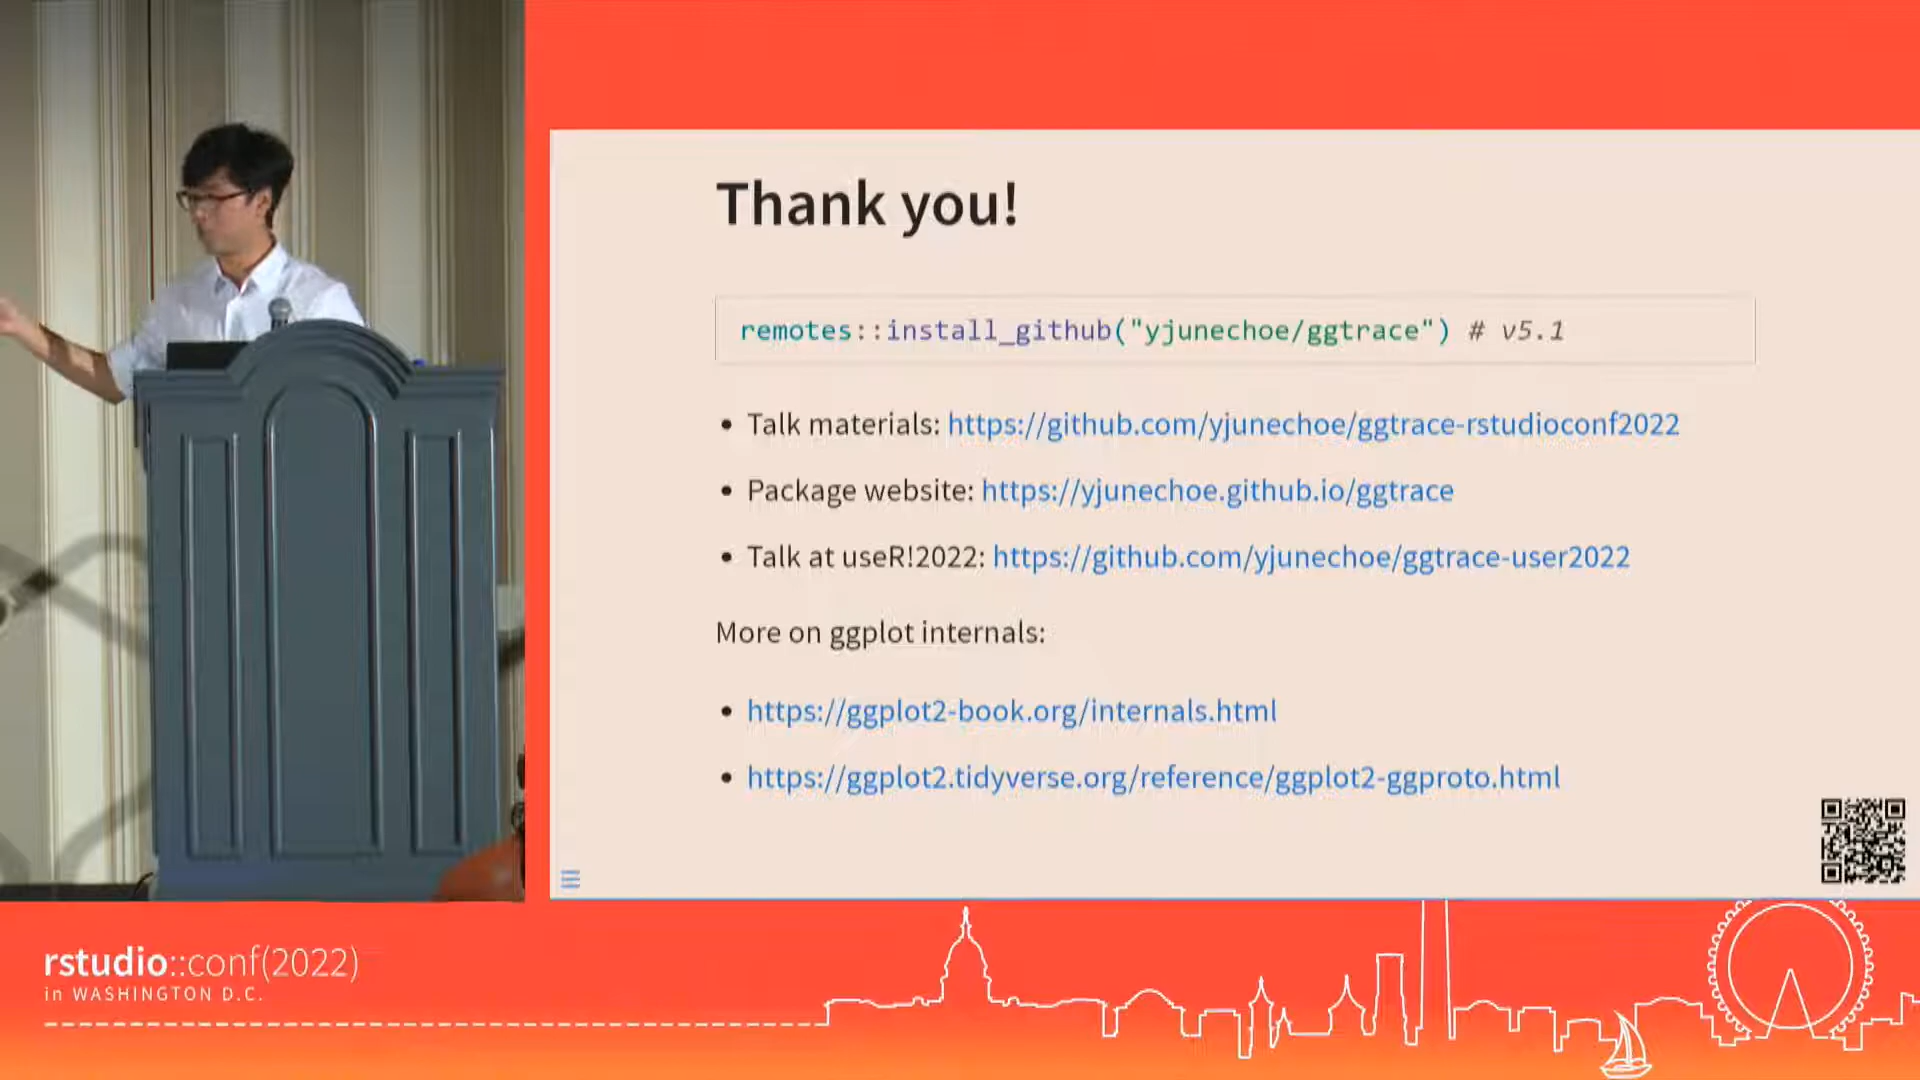 Thank you!
remotes::install_github("yjunechoe/ggtrace") # v5.1
• Talk materials: https://github.com/yjunechoe/ggtrace-rstudioconf2022
• Package website: https://yjunechoe.github.io/ggtrace
• Talk at useR!2022: https://github.com/yjunechoe/ggtrace-user2022
More on ggplot internals:
• https://ggplot2-book.org/internals.html
• https://ggplot2.tidyverse.org/reference/ggplot2-ggproto.html
rstudio::conf(2022)
in WASHINGTON D.C.